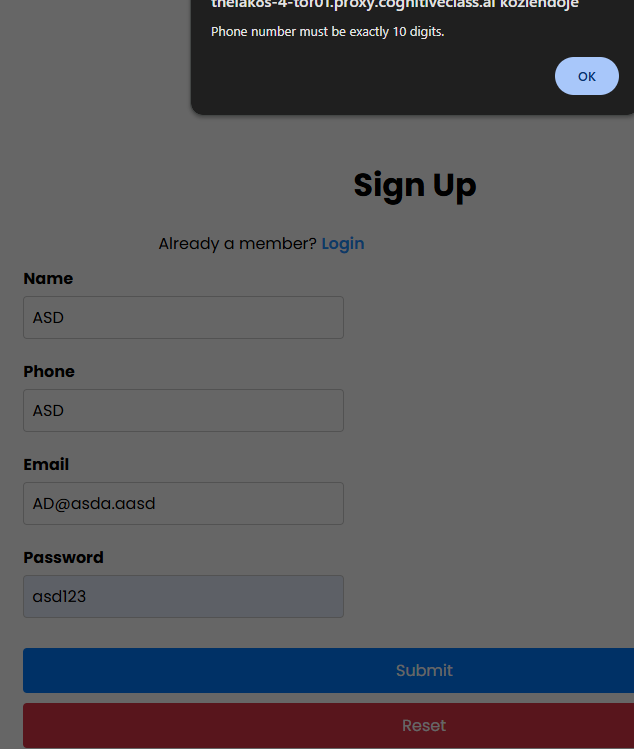 theiak8s-4-tor01.proxy.cognitiveclass.ai közlendője
Phone number must be exactly 10 digits.
OK
Sign Up
Already a member? Login
Name
ASD
Phone
ASD
Email
AD@asda.aasd
Password
asd123
Submit
Reset